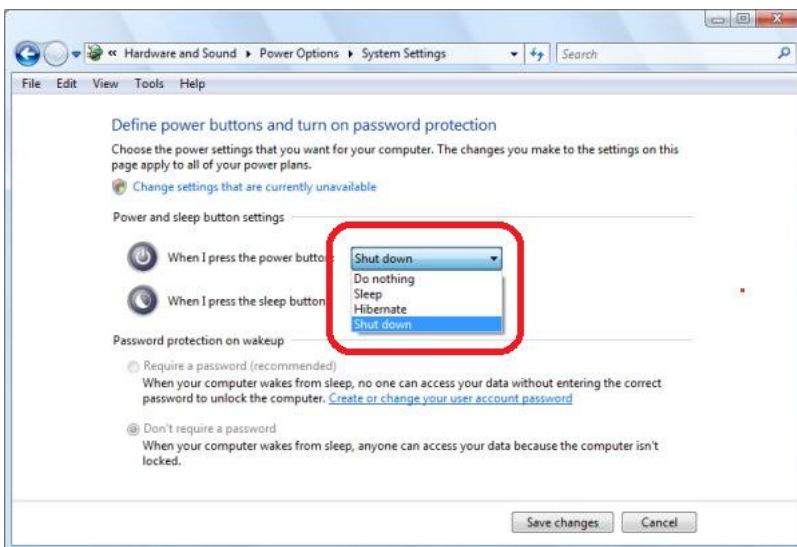 « Hardware and Sound ▸ Power Options ▸ System Settings
Search
File Edit View Tools Help
Define power buttons and turn on password protection
Choose the power settings that you want for your computer. The changes you make to the settings on this
page apply to all of your power plans.
Change settings that are currently unavailable
Power and sleep button settings
When I press the power button:
Shut down
Do nothing
Sleep
Hibernate
Shut down
When I press the sleep button
Password protection on wakeup
Require a password (recommended)
When your computer wakes from sleep, no one can access your data without entering the correct
password to unlock the computer. Create or change your user account password
Don't require a password
When your computer wakes from sleep, anyone can access your data because the computer isn't
locked.
Save changes Cancel